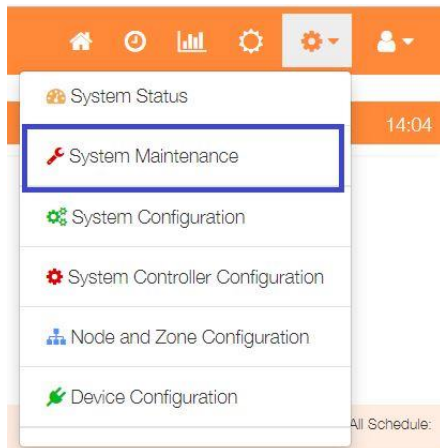 System Status
14:04
System Maintenance
System Configuration
System Controller Configuration
Node and Zone Configuration
Device Configuration
All Schedule: